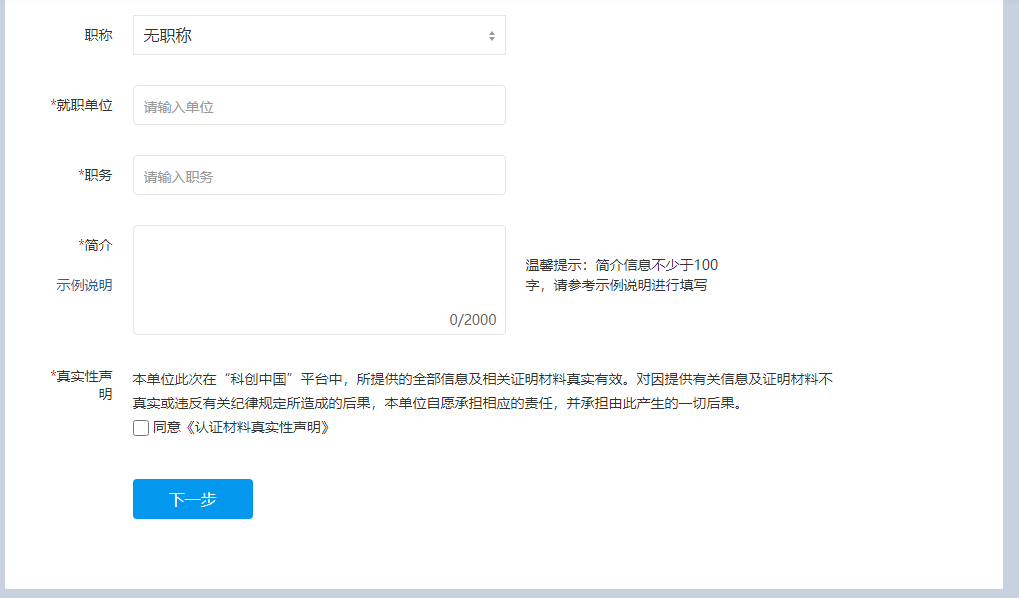 职称 无职称
*就职单位 请输入单位
*职务 请输入职务
*简介
示例说明
0/2000
温馨提示：简介信息不少于100
字，请参考示例说明进行填写
*真实性声
明
本单位此次在“科创中国”平台中，所提供的全部信息及相关证明材料真实有效。对因提供有关信息及证明材料不
真实或违反有关纪律规定所造成的后果，本单位自愿承担相应的责任，并承担由此产生的一切后果。
同意《认证材料真实性声明》
下一步